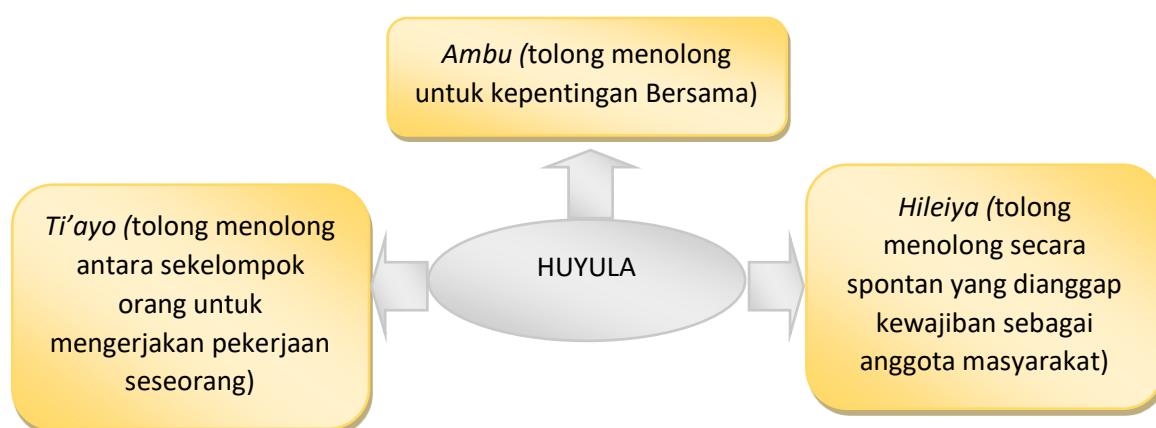 Ambu (tolong menolong
untuk kepentingan Bersama)
Ti’ayo (tolong menolong
antara sekelompok
orang untuk
mengerjakan pekerjaan
seseorang)
HUYULA
Hileiya (tolong
menolong secara
spontan yang dianggap
kewajiban sebagai
anggota masyarakat)